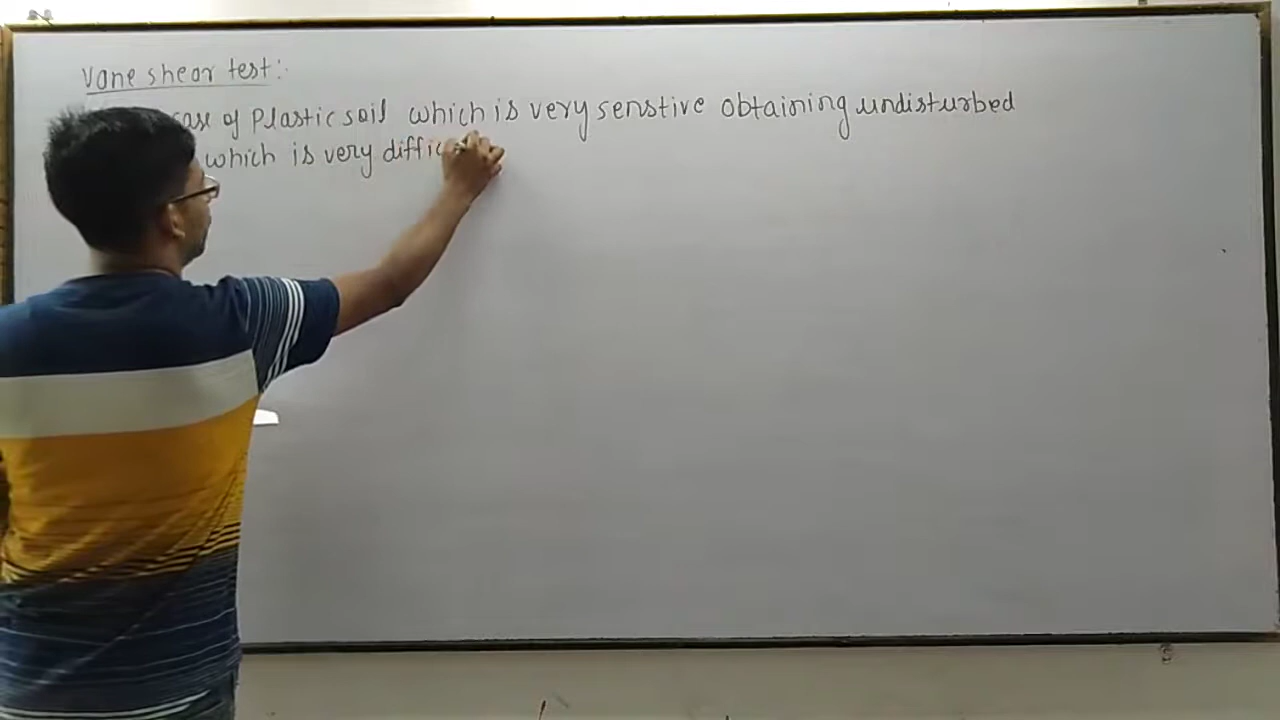 Vane shear test:
case of Plastic soil which is very senstive obtaining undisturbed
which is very diffic